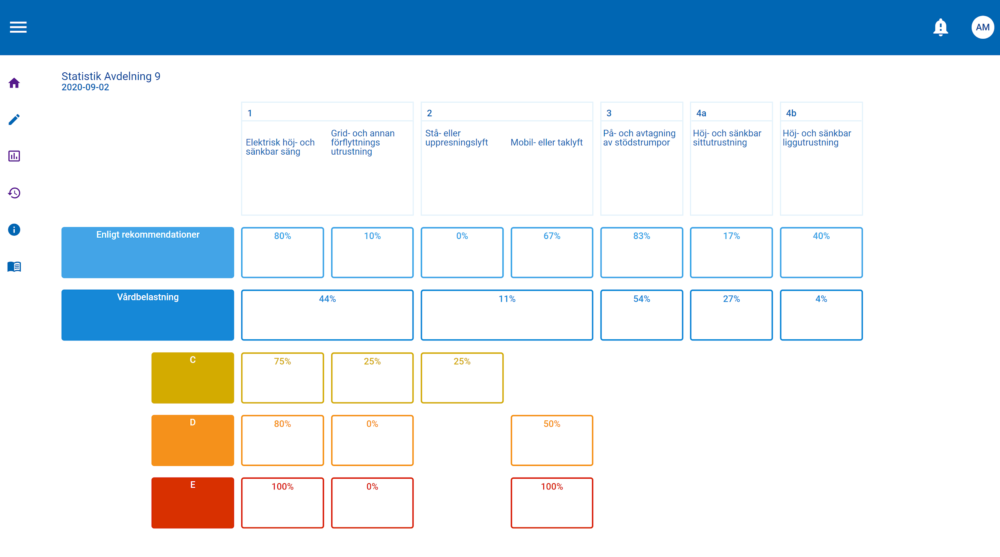 AM
Statistik Avdelning 9
2020-09-02
1
2
3
4a
4b
Elektrisk höj- och
sänkbar säng
Grid- och annan
förflyttnings
utrustning
Stå- eller
uppresningslyft
Mobil- eller taklyft
På- och avtagning
av stödstrumpor
Höj- och sänkbar
sittutrustning
Höj- och sänkbar
liggutrustning
Enligt rekommendationer
80%
10%
0%
67%
83%
17%
40%
Vårdbelastning
44%
11%
54%
27%
4%
C
75%
25%
25%
D
80%
0%
50%
E
100%
0%
100%